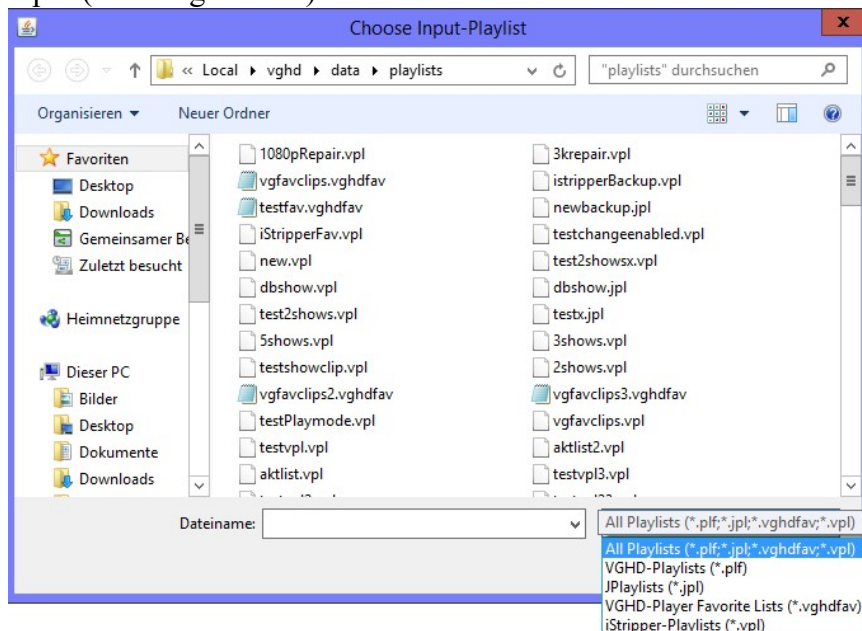 Choose Input-Playlist
x
« Local ▸ vghd ▸ data ▸ playlists
"playlists" durchsuchen
Organisieren
Neuer Ordner
Favoriten
Desktop
Downloads
Gemeinsamer Be
Zuletzt besucht
Heimnetzgruppe
Dieser PC
Bilder
Desktop
Dokumente
Downloads
1080pRepair.vpl
vgfavclips.vghdfav
testfav.vghdfav
iStripperFav.vpl
new.vpl
dbshow.vpl
test2shows.vpl
5shows.vpl
testshowclip.vpl
vgfavclips2.vghdfav
testPlaymode.vpl
testvpl.vpl
aktlist.vpl
3krepair.vpl
istripperBackup.vpl
newbackup.jpl
testchangeenabled.vpl
test2showsx.vpl
dbshow.jpl
testx.jpl
3shows.vpl
2shows.vpl
vgfavclips3.vghdfav
vgfavclips.vpl
aktlist2.vpl
testvpl3.vpl
Dateiname:
All Playlists (*.plf;*.jpl;*.vghdfav;*.vpl)
All Playlists (*.plf;*.jpl;*.vghdfav;*.vpl)
VGHD-Playlists (*.plf)
JPlaylists (*.jpl)
VGHD-Player Favorite Lists (*.vghdfav)
iStripper-Playlists (*.vpl)